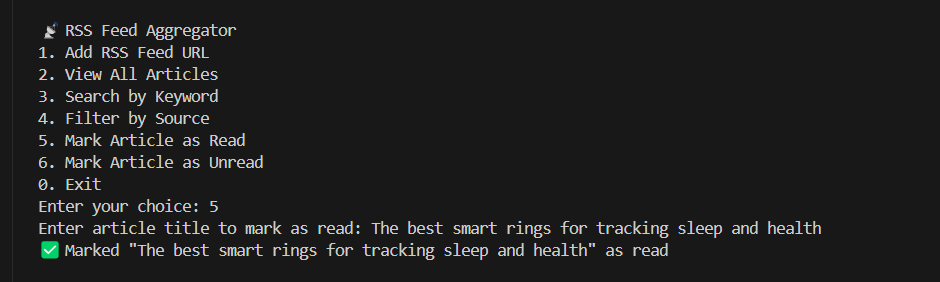 📡 RSS Feed Aggregator
1. Add RSS Feed URL
2. View All Articles
3. Search by Keyword
4. Filter by Source
5. Mark Article as Read
6. Mark Article as Unread
0. Exit
Enter your choice: 5
Enter article title to mark as read: The best smart rings for tracking sleep and health
✅ Marked "The best smart rings for tracking sleep and health" as read